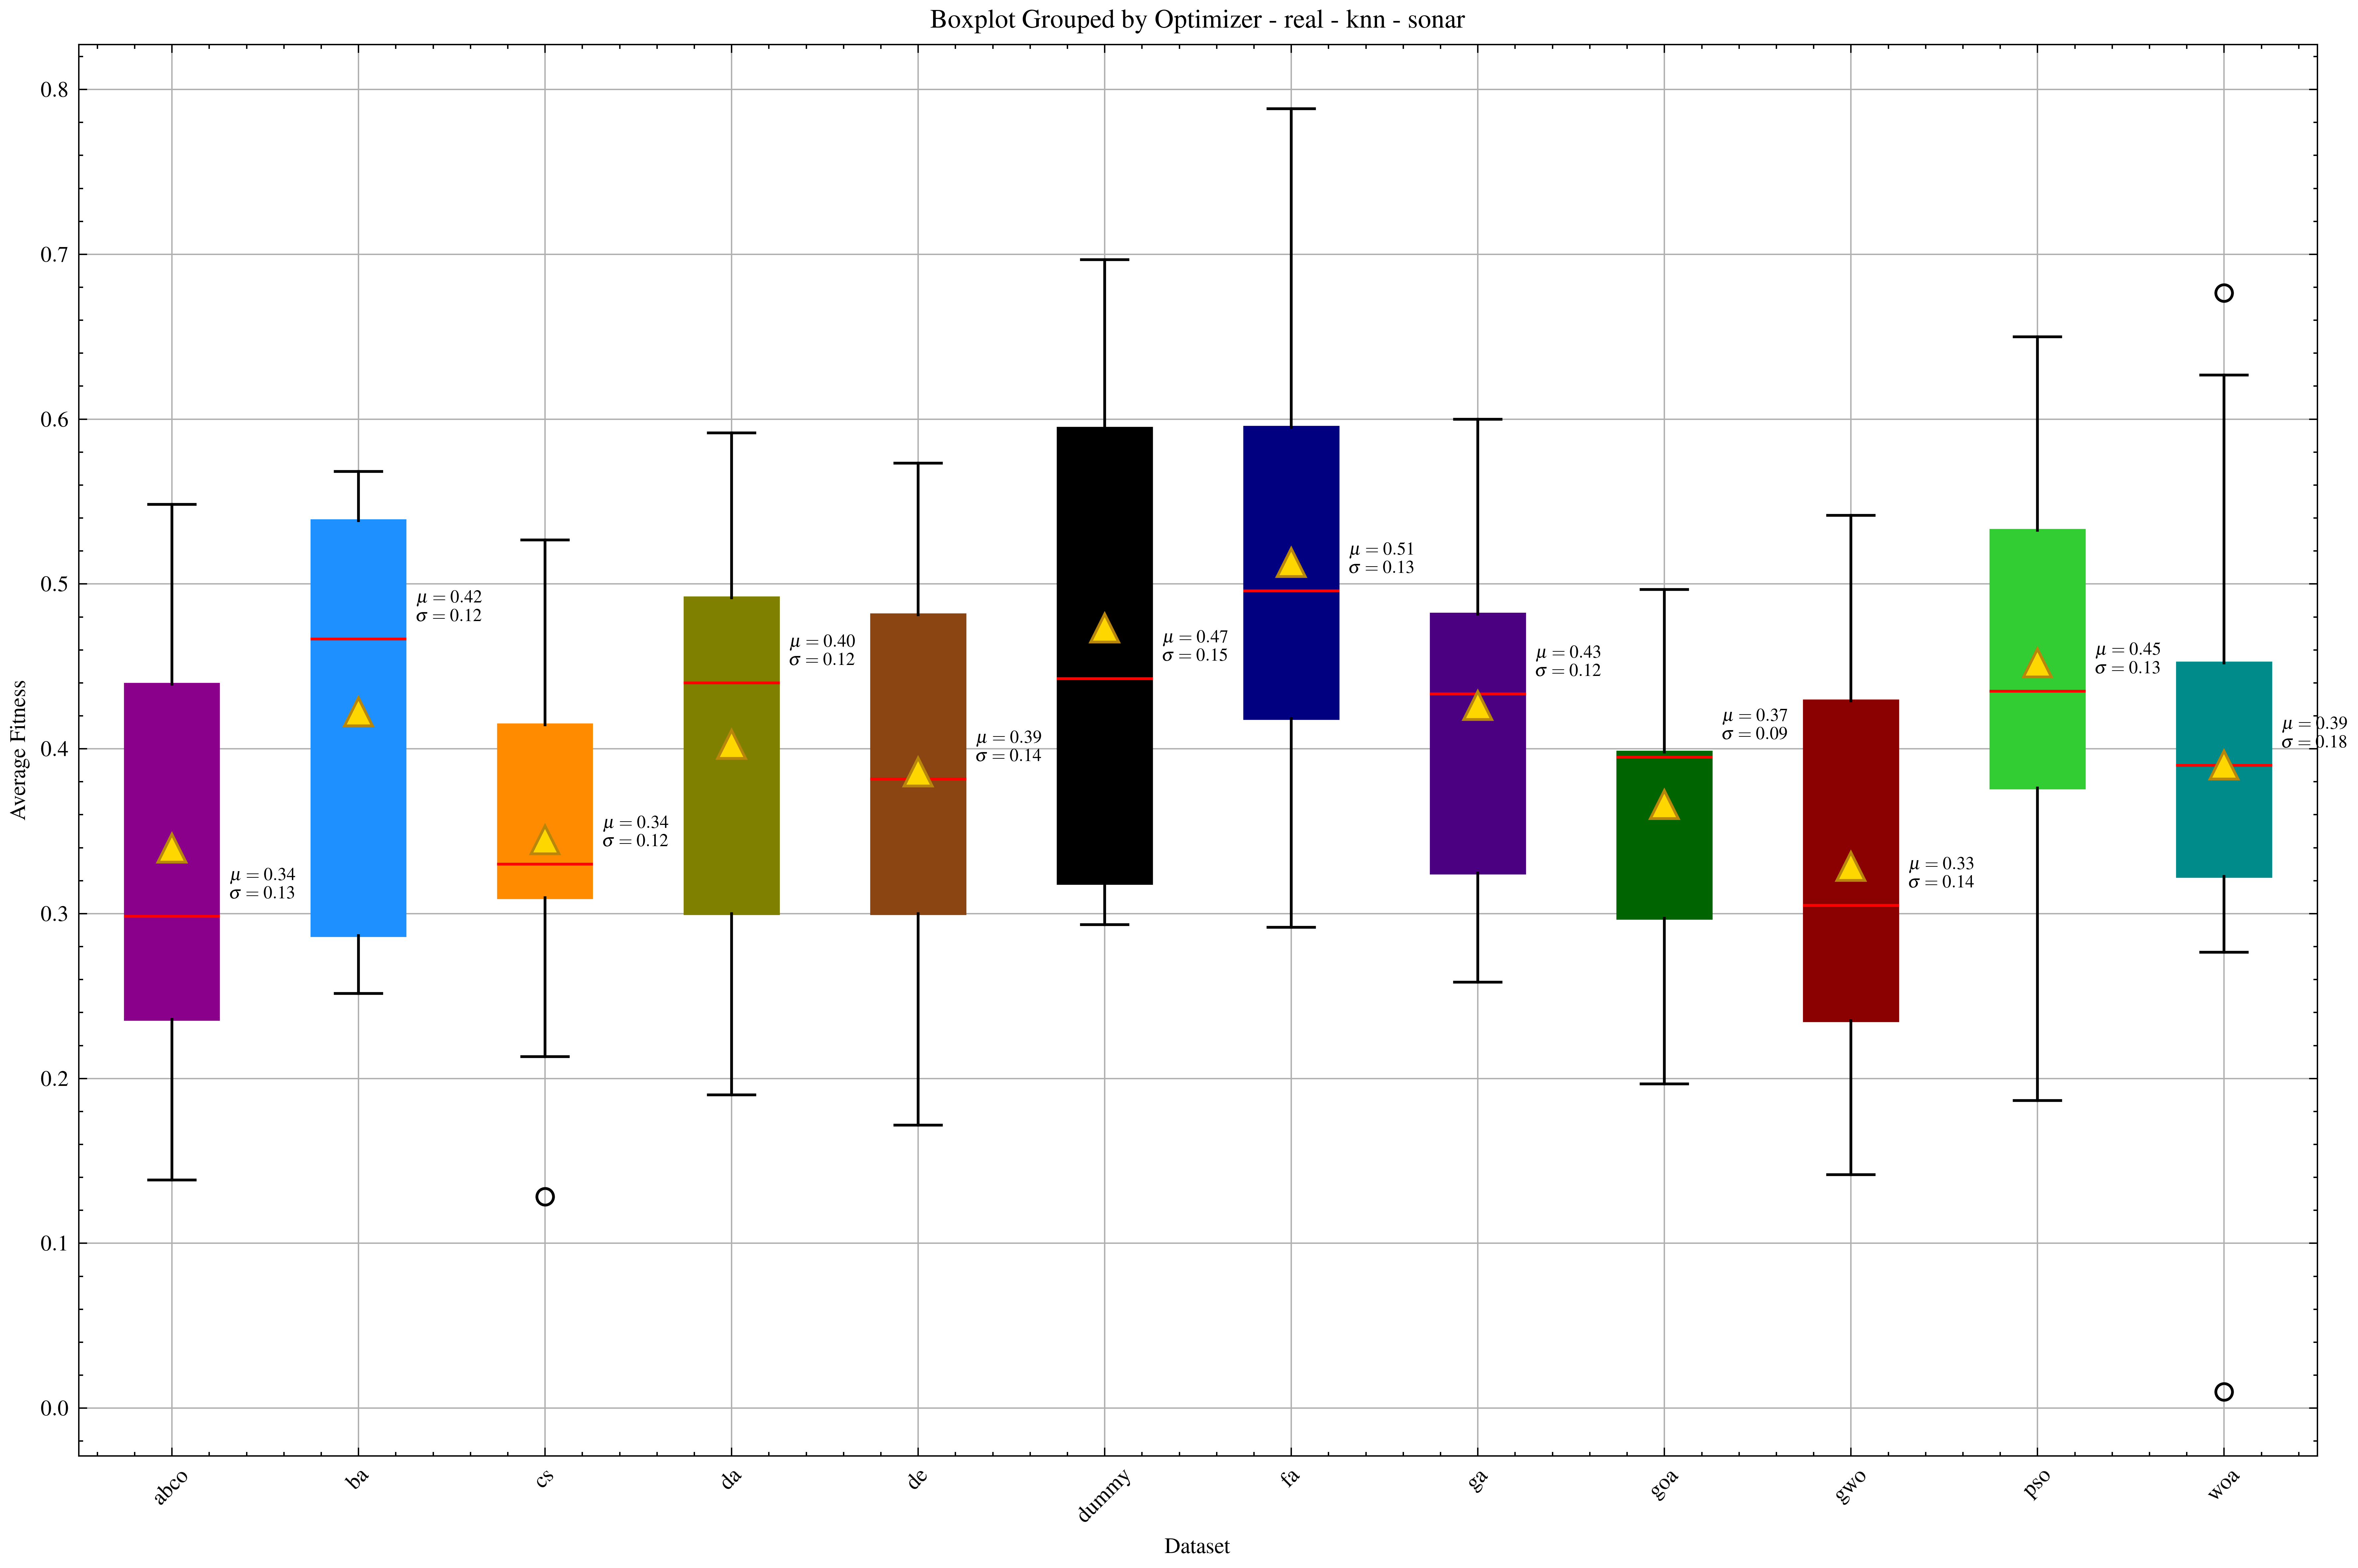 Boxplot Grouped by Optimizer - real - knn - sonar
Average Fitness
0.8
0.7
0.6
0.5
0.4
0.3
0.2
0.1
0.0
μ = 0.34
σ = 0.13
μ = 0.42
σ = 0.12
μ = 0.34
σ = 0.12
μ = 0.40
σ = 0.12
μ = 0.39
σ = 0.14
μ = 0.47
σ = 0.15
μ = 0.51
σ = 0.13
μ = 0.43
σ = 0.12
μ = 0.37
σ = 0.09
μ = 0.33
σ = 0.14
μ = 0.45
σ = 0.13
μ = 0.39
σ = 0.18
abco
ba
cs
da
de
dummy
fa
ga
goa
gwo
pso
woa
Dataset